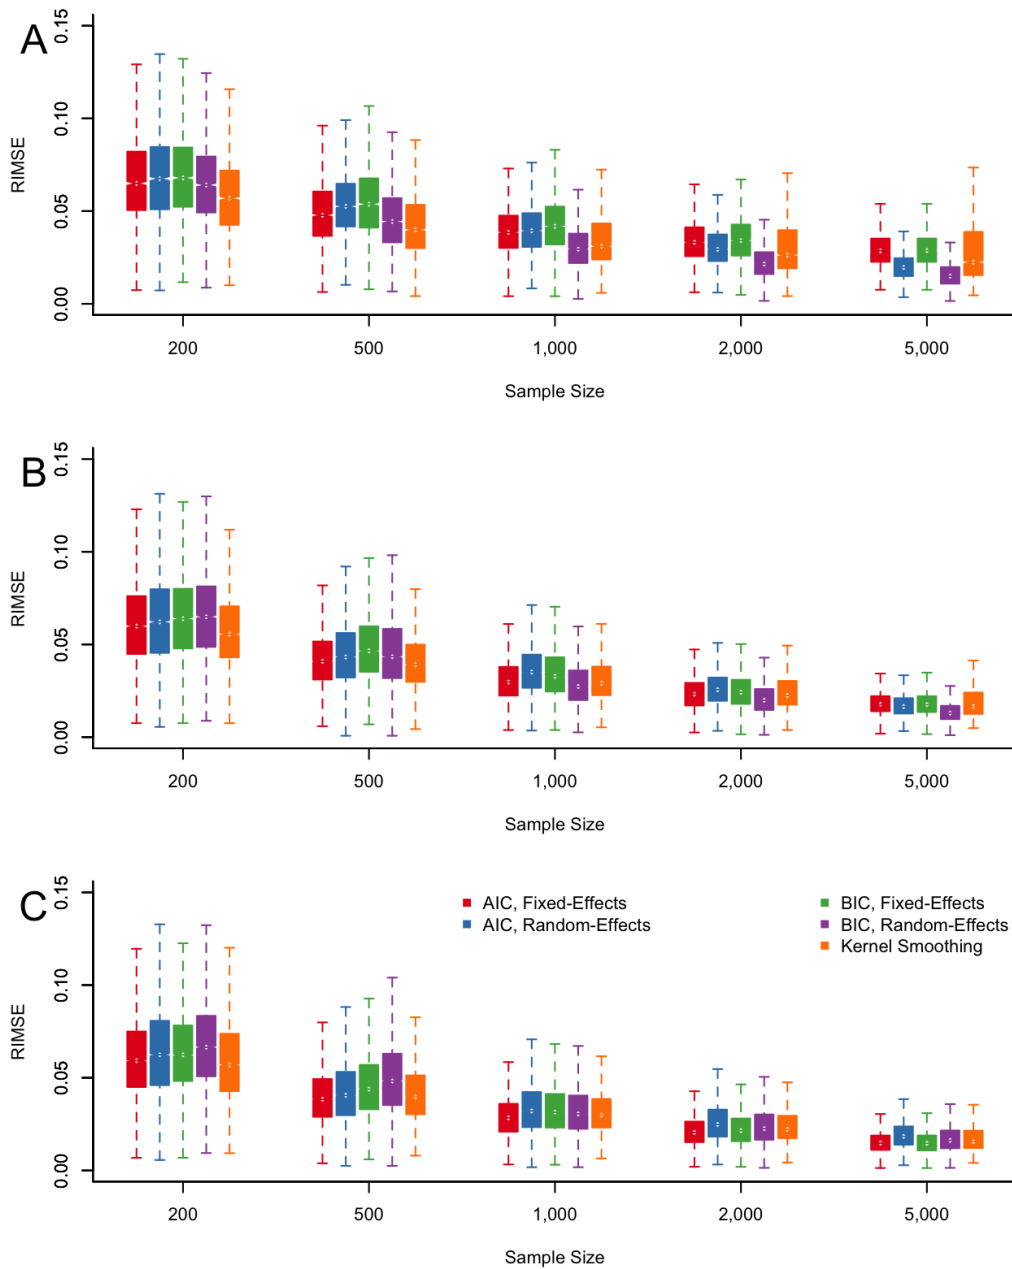 A
0.15
0.10
0.05
0.00
RIMSE
200 500 1,000 2,000 5,000
Sample Size
B
0.15
0.10
0.05
0.00
RIMSE
200 500 1,000 2,000 5,000
Sample Size
C
0.15
0.10
0.05
0.00
RIMSE
AIC, Fixed-Effects
AIC, Random-Effects
BIC, Fixed-Effects
BIC, Random-Effects
Kernel Smoothing
200 500 1,000 2,000 5,000
Sample Size